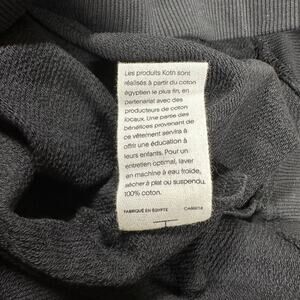 Les produits Kotn sont
réalisés à partir du coton
égyptien le plus fin, en
partenariat avec des
producteurs de coton
locaux. Une partie des
bénéfices provenant de
ce vêtement servira à
offrir une éducation à
leurs enfants. Pour un
entretien optimal, laver
en machine à eau froide,
sécher à plat ou suspendu.
100% coton.
FABRIQUÉ EN ÉGYPTE